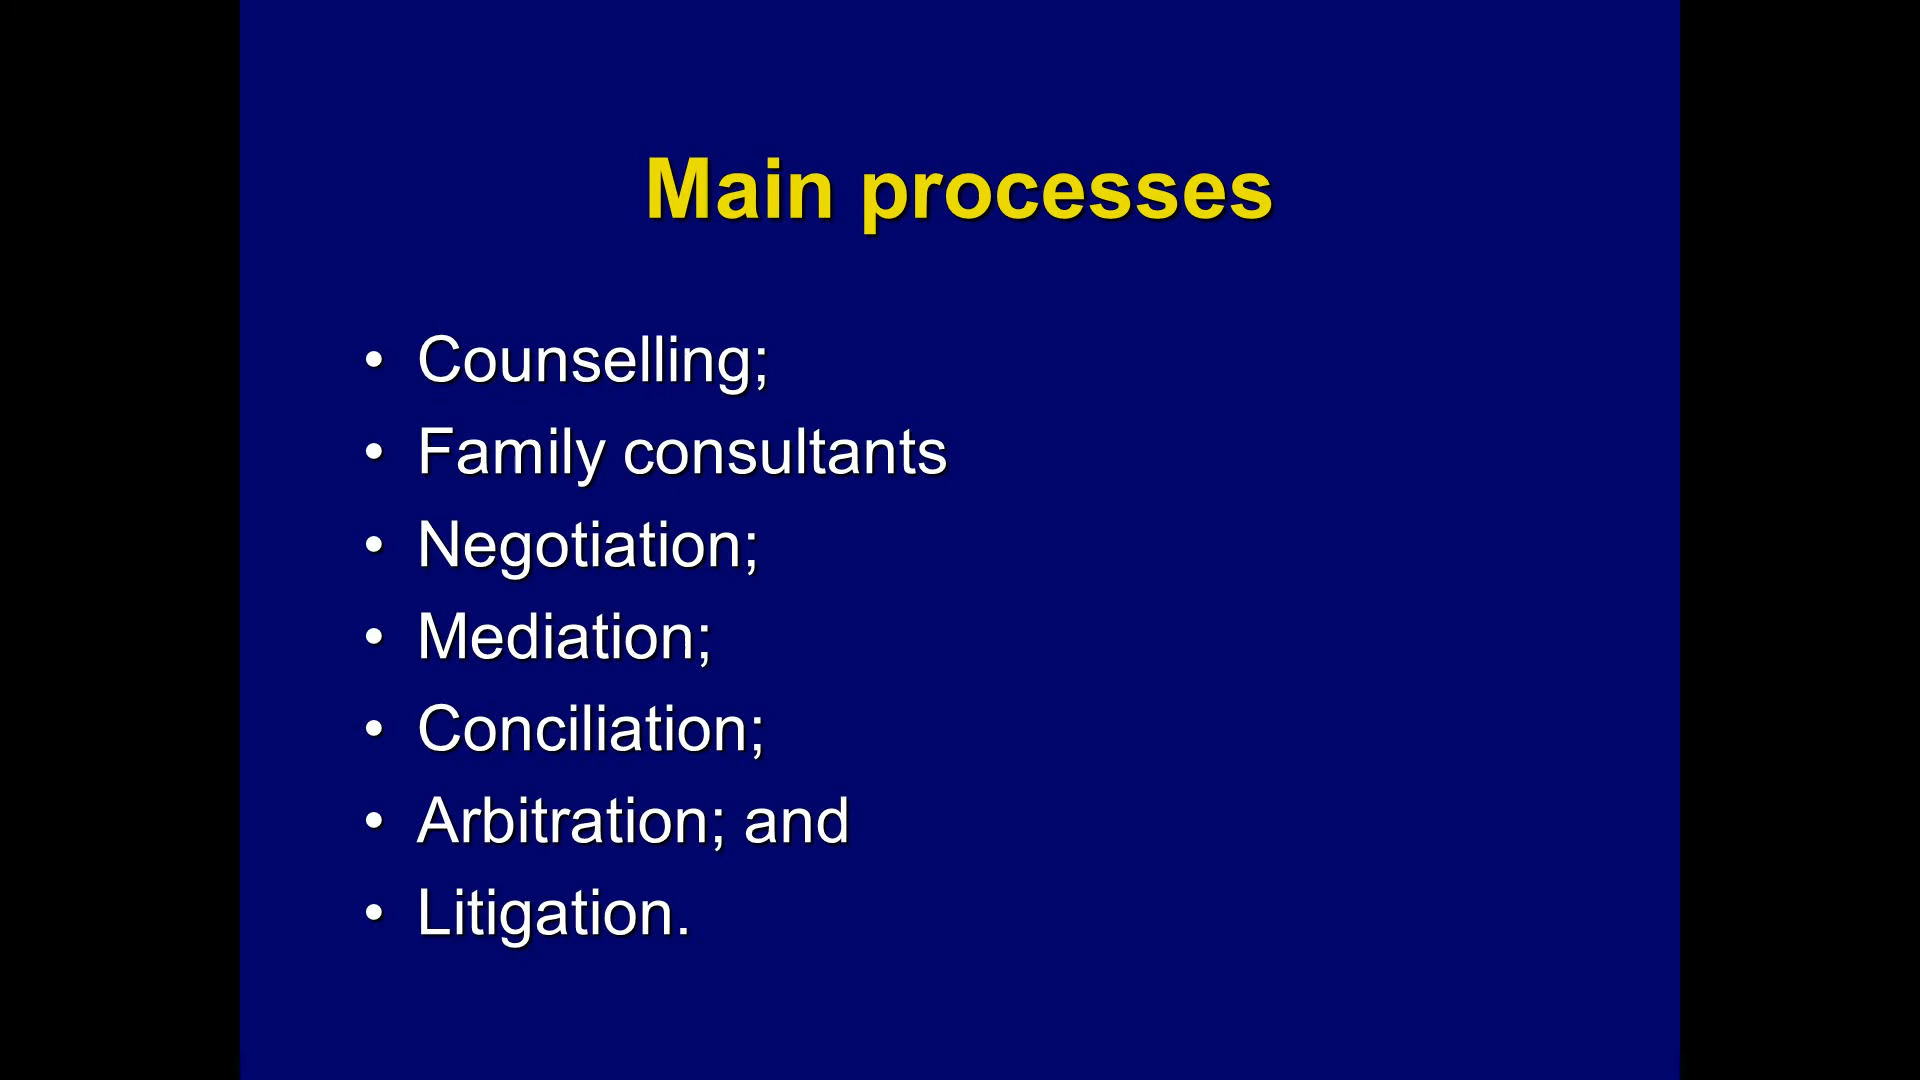 Main processes
• Counselling;
• Family consultants
• Negotiation;
• Mediation;
• Conciliation;
• Arbitration; and
• Litigation.